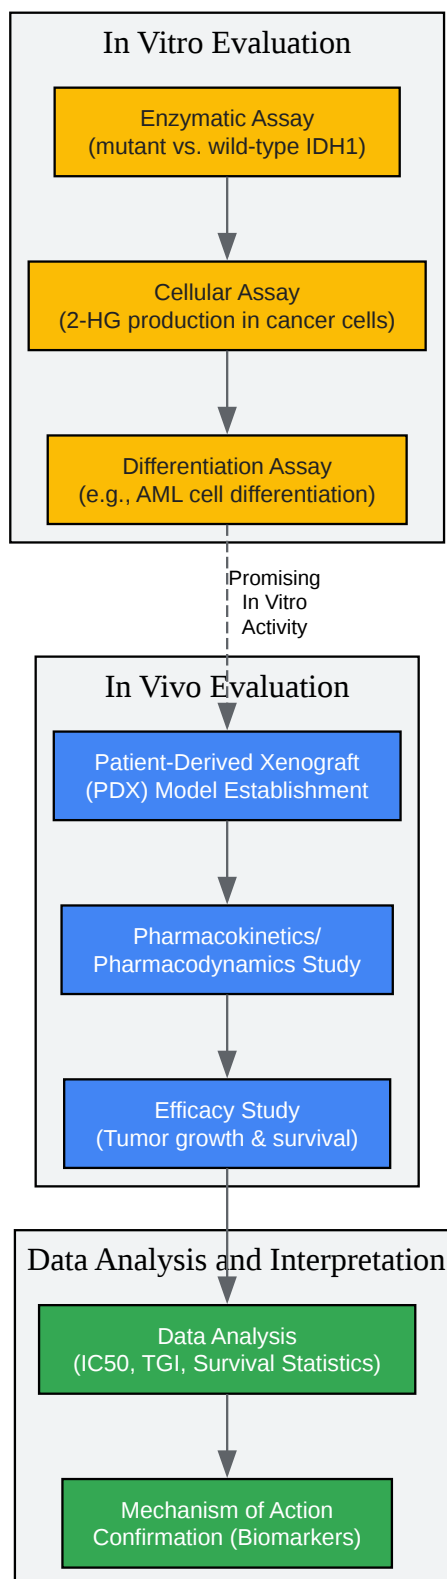 In Vitro Evaluation
Enzymatic Assay
(mutant vs. wild-type IDH1)
Cellular Assay
(2-HG production in cancer cells)
Differentiation Assay
(e.g., AML cell differentiation)
Promising
In Vitro
Activity
In Vivo Evaluation
Patient-Derived Xenograft
(PDX) Model Establishment
Pharmacokinetics/
Pharmacodynamics Study
Efficacy Study
(Tumor growth & survival)
Data Analysis and Interpretation
Data Analysis
(IC50, TGI, Survival Statistics)
Mechanism of Action
Confirmation (Biomarkers)